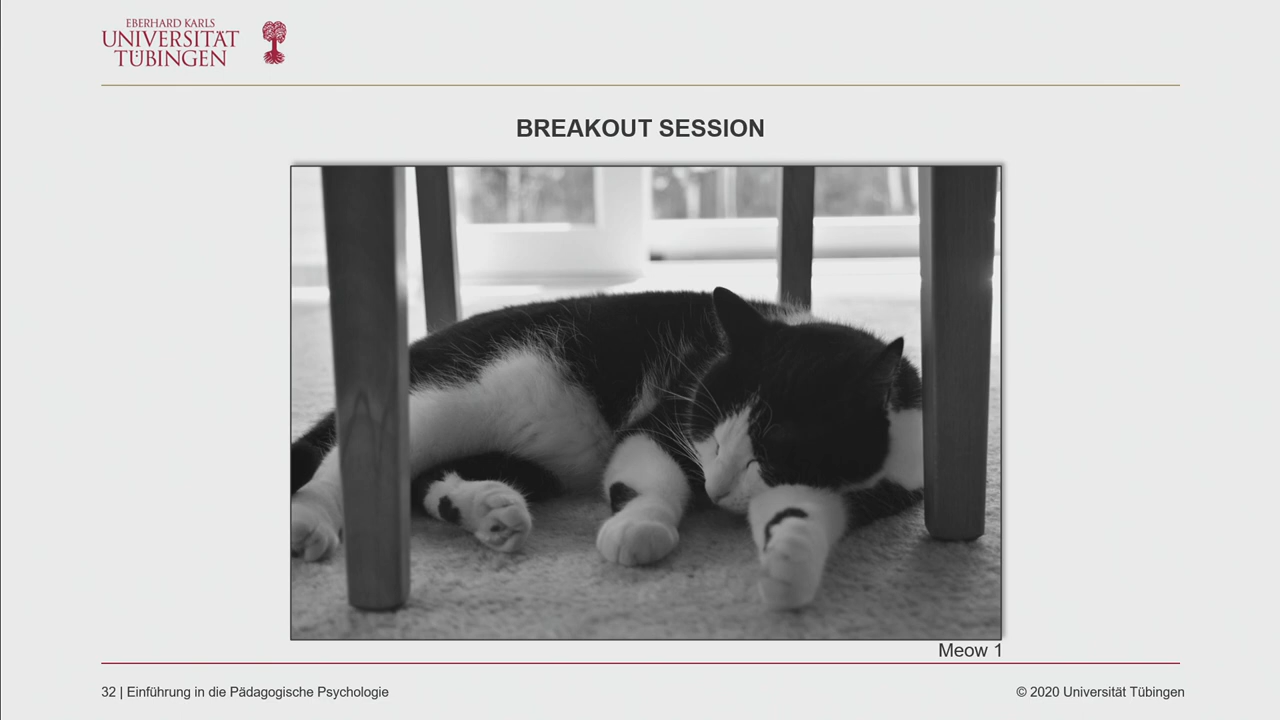 EBERHARD KARLS
UNIVERSITÄT
TÜBINGEN
BREAKOUT SESSION
Meow 1
32 | Einführung in die Pädagogische Psychologie
© 2020 Universität Tübingen